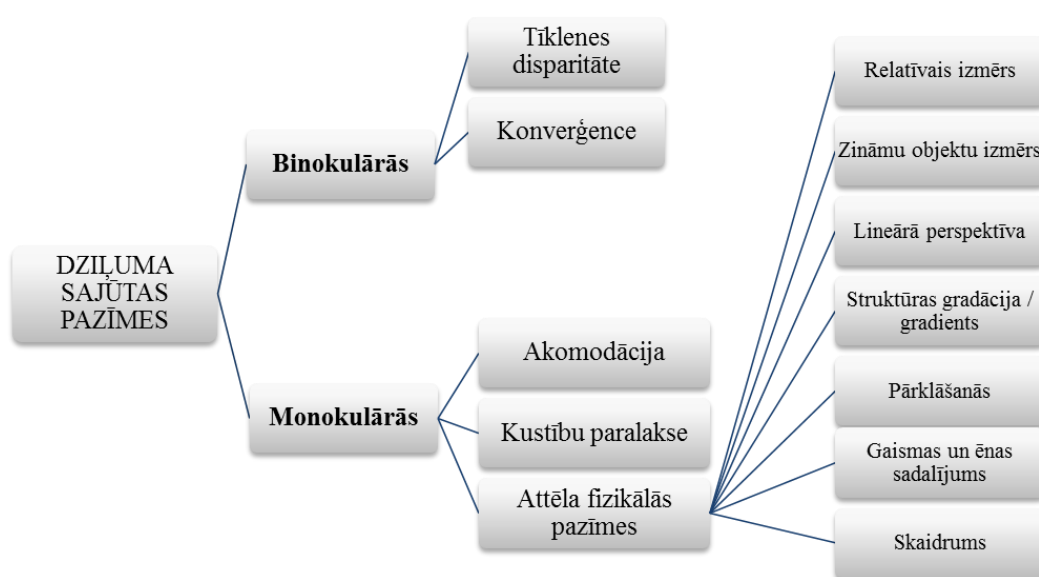 DZIĻUMA
SAJŪTAS
PAZĪMES
Binokulārās
Tīklenes
disparitāte
Konverģence
Monokulārās
Akomodācija
Kustību paralakse
Attēla fizikālās
pazīmes
Relatīvais izmērs
Zināmu objektu izmērs
Lineārā perspektīva
Struktūras gradācija /
gradients
Pārklāšanās
Gaismas un ēnas
sadalījums
Skaidrums